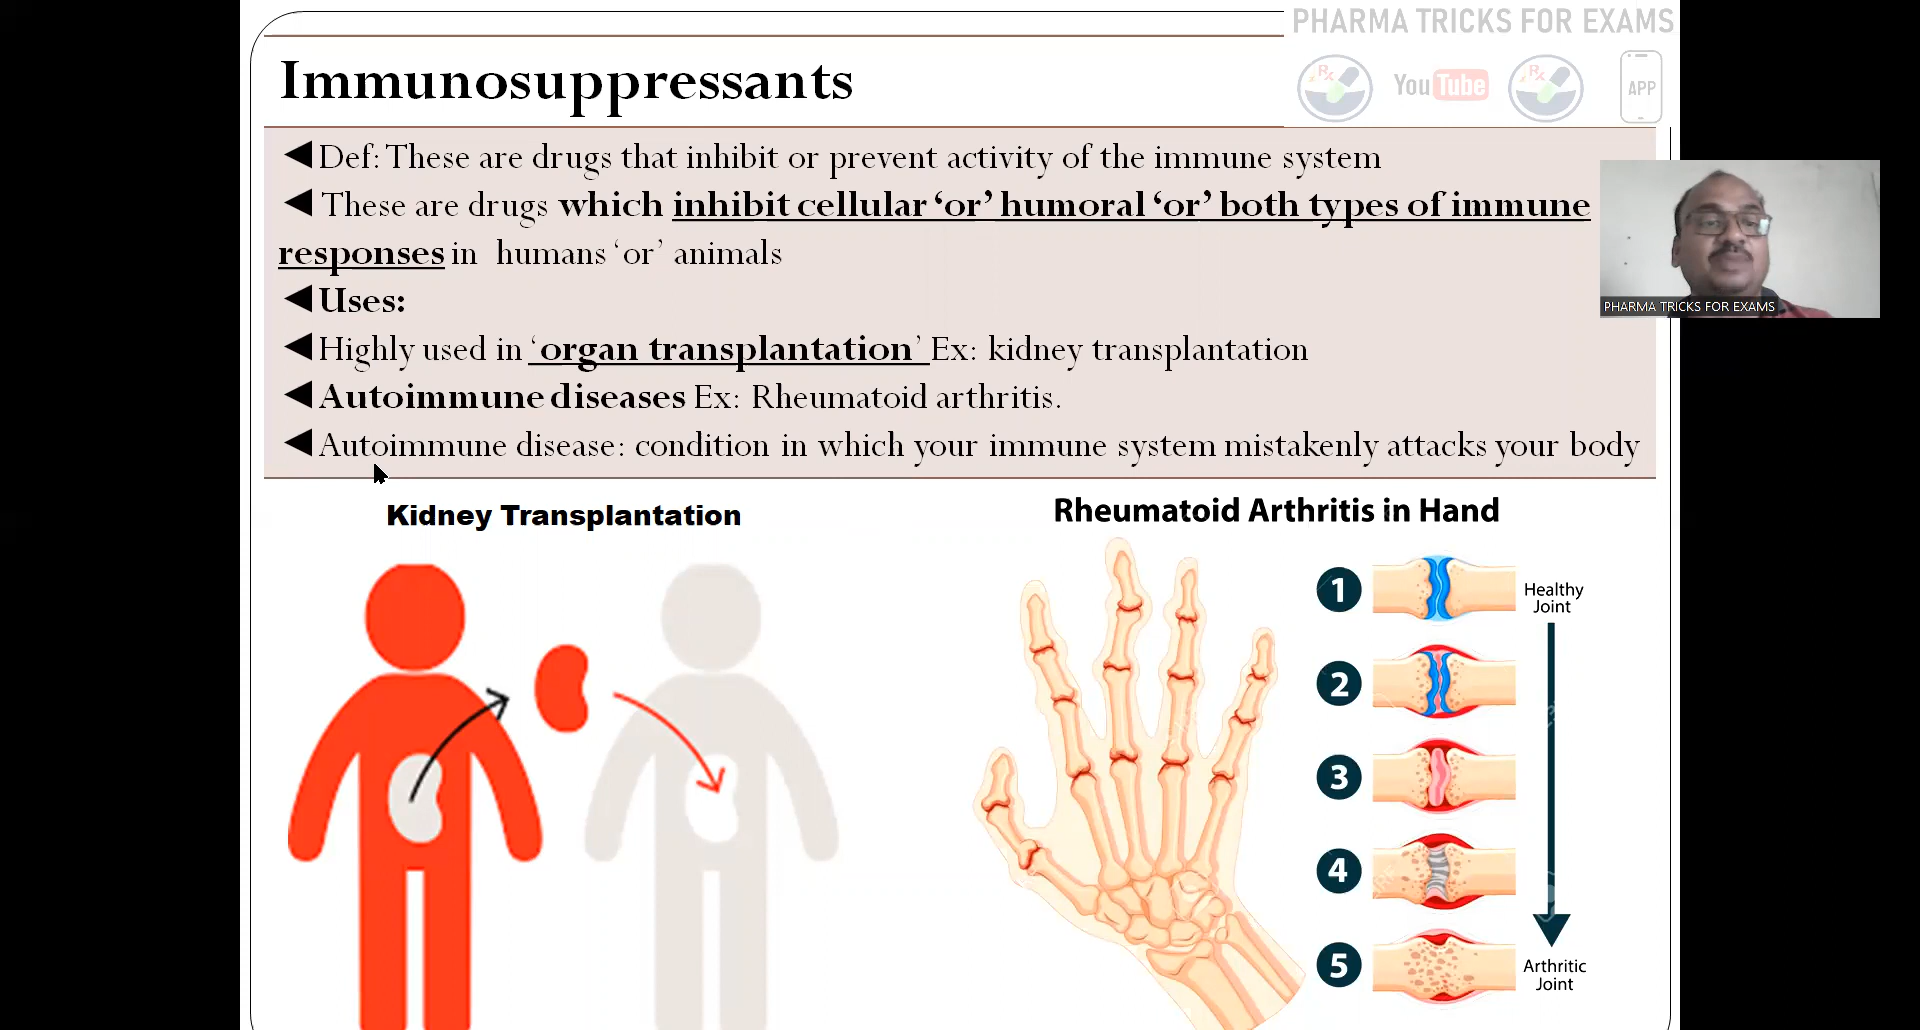 PHARMA TRICKS FOR EXAMS
Immunosuppressants
Rx
YouTube
Rx
APP
Def: These are drugs that inhibit or prevent activity of the immune system
These are drugs which inhibit cellular ‘or’ humoral ‘or’ both types of immune
responses in humans ‘or’ animals
Uses:
Highly used in ‘organ transplantation’ Ex: kidney transplantation
Autoimmune diseases Ex: Rheumatoid arthritis.
Autoimmune disease: condition in which your immune system mistakenly attacks your body
PHARMA TRICKS FOR EXAMS
Kidney Transplantation
Rheumatoid Arthritis in Hand
1
Healthy
Joint
2
3
4
5
Arthritic
Joint